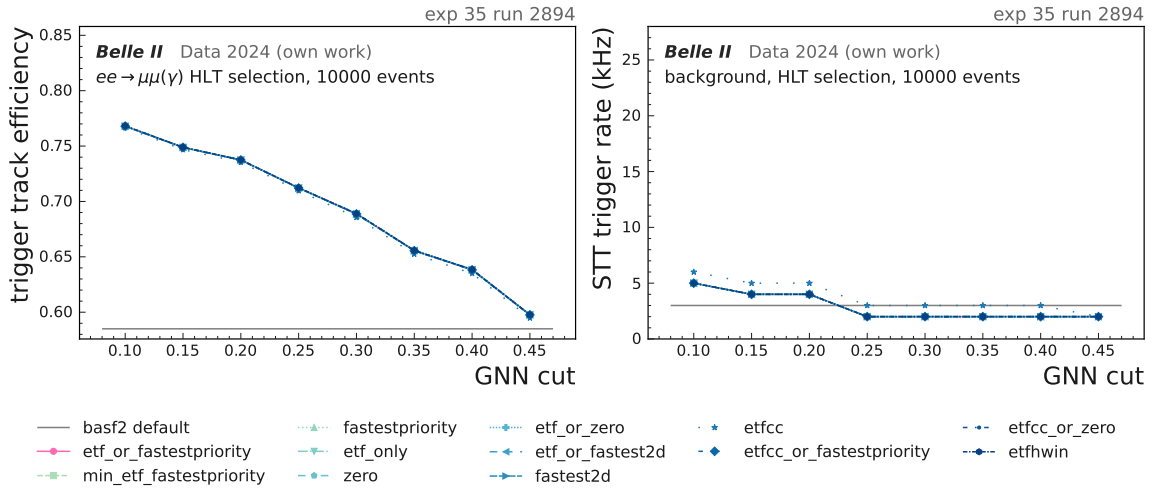 exp 35 run 2894
Belle II Data 2024 (own work)
ee→μμ(γ) HLT selection, 10000 events
trigger track efficiency
0.85
0.80
0.75
0.70
0.65
0.60
0.10 0.15 0.20 0.25 0.30 0.35 0.40 0.45
GNN cut
exp 35 run 2894
Belle II Data 2024 (own work)
background, HLT selection, 10000 events
STT trigger rate (kHz)
25
20
15
10
5
0
0.10 0.15 0.20 0.25 0.30 0.35 0.40 0.45
GNN cut
basf2 default
etf_or_fastestpriority
min_etf_fastestpriority
fastestpriority
etf_only
zero
etf_or_zero
etf_or_fastest2d
fastest2d
etfcc
etfcc_or_fastestpriority
etfcc_or_zero
etfhwin